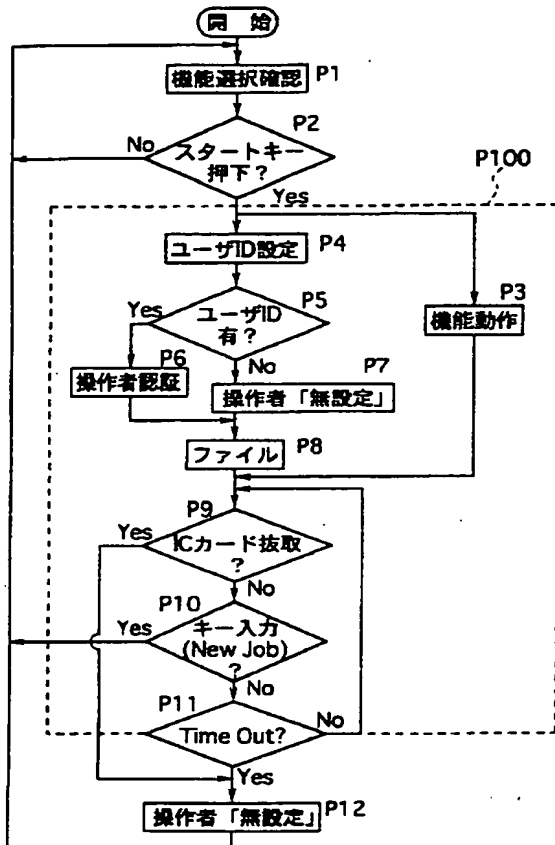 開 始
機能選択確認 P1
P2
No
スタートキー
押下？
P100
Yes
ユーザID設定 P4
P3
機能動作
Yes
P5
ユーザID
有？
P6
操作者認証
No
P7
操作者「無設定」
ファイル P8
P9
Yes
ICカード抜取
？
No
P10
Yes
キー入力
(New Job)
？
No
P11
No
Time Out?
Yes
操作者「無設定」 P12